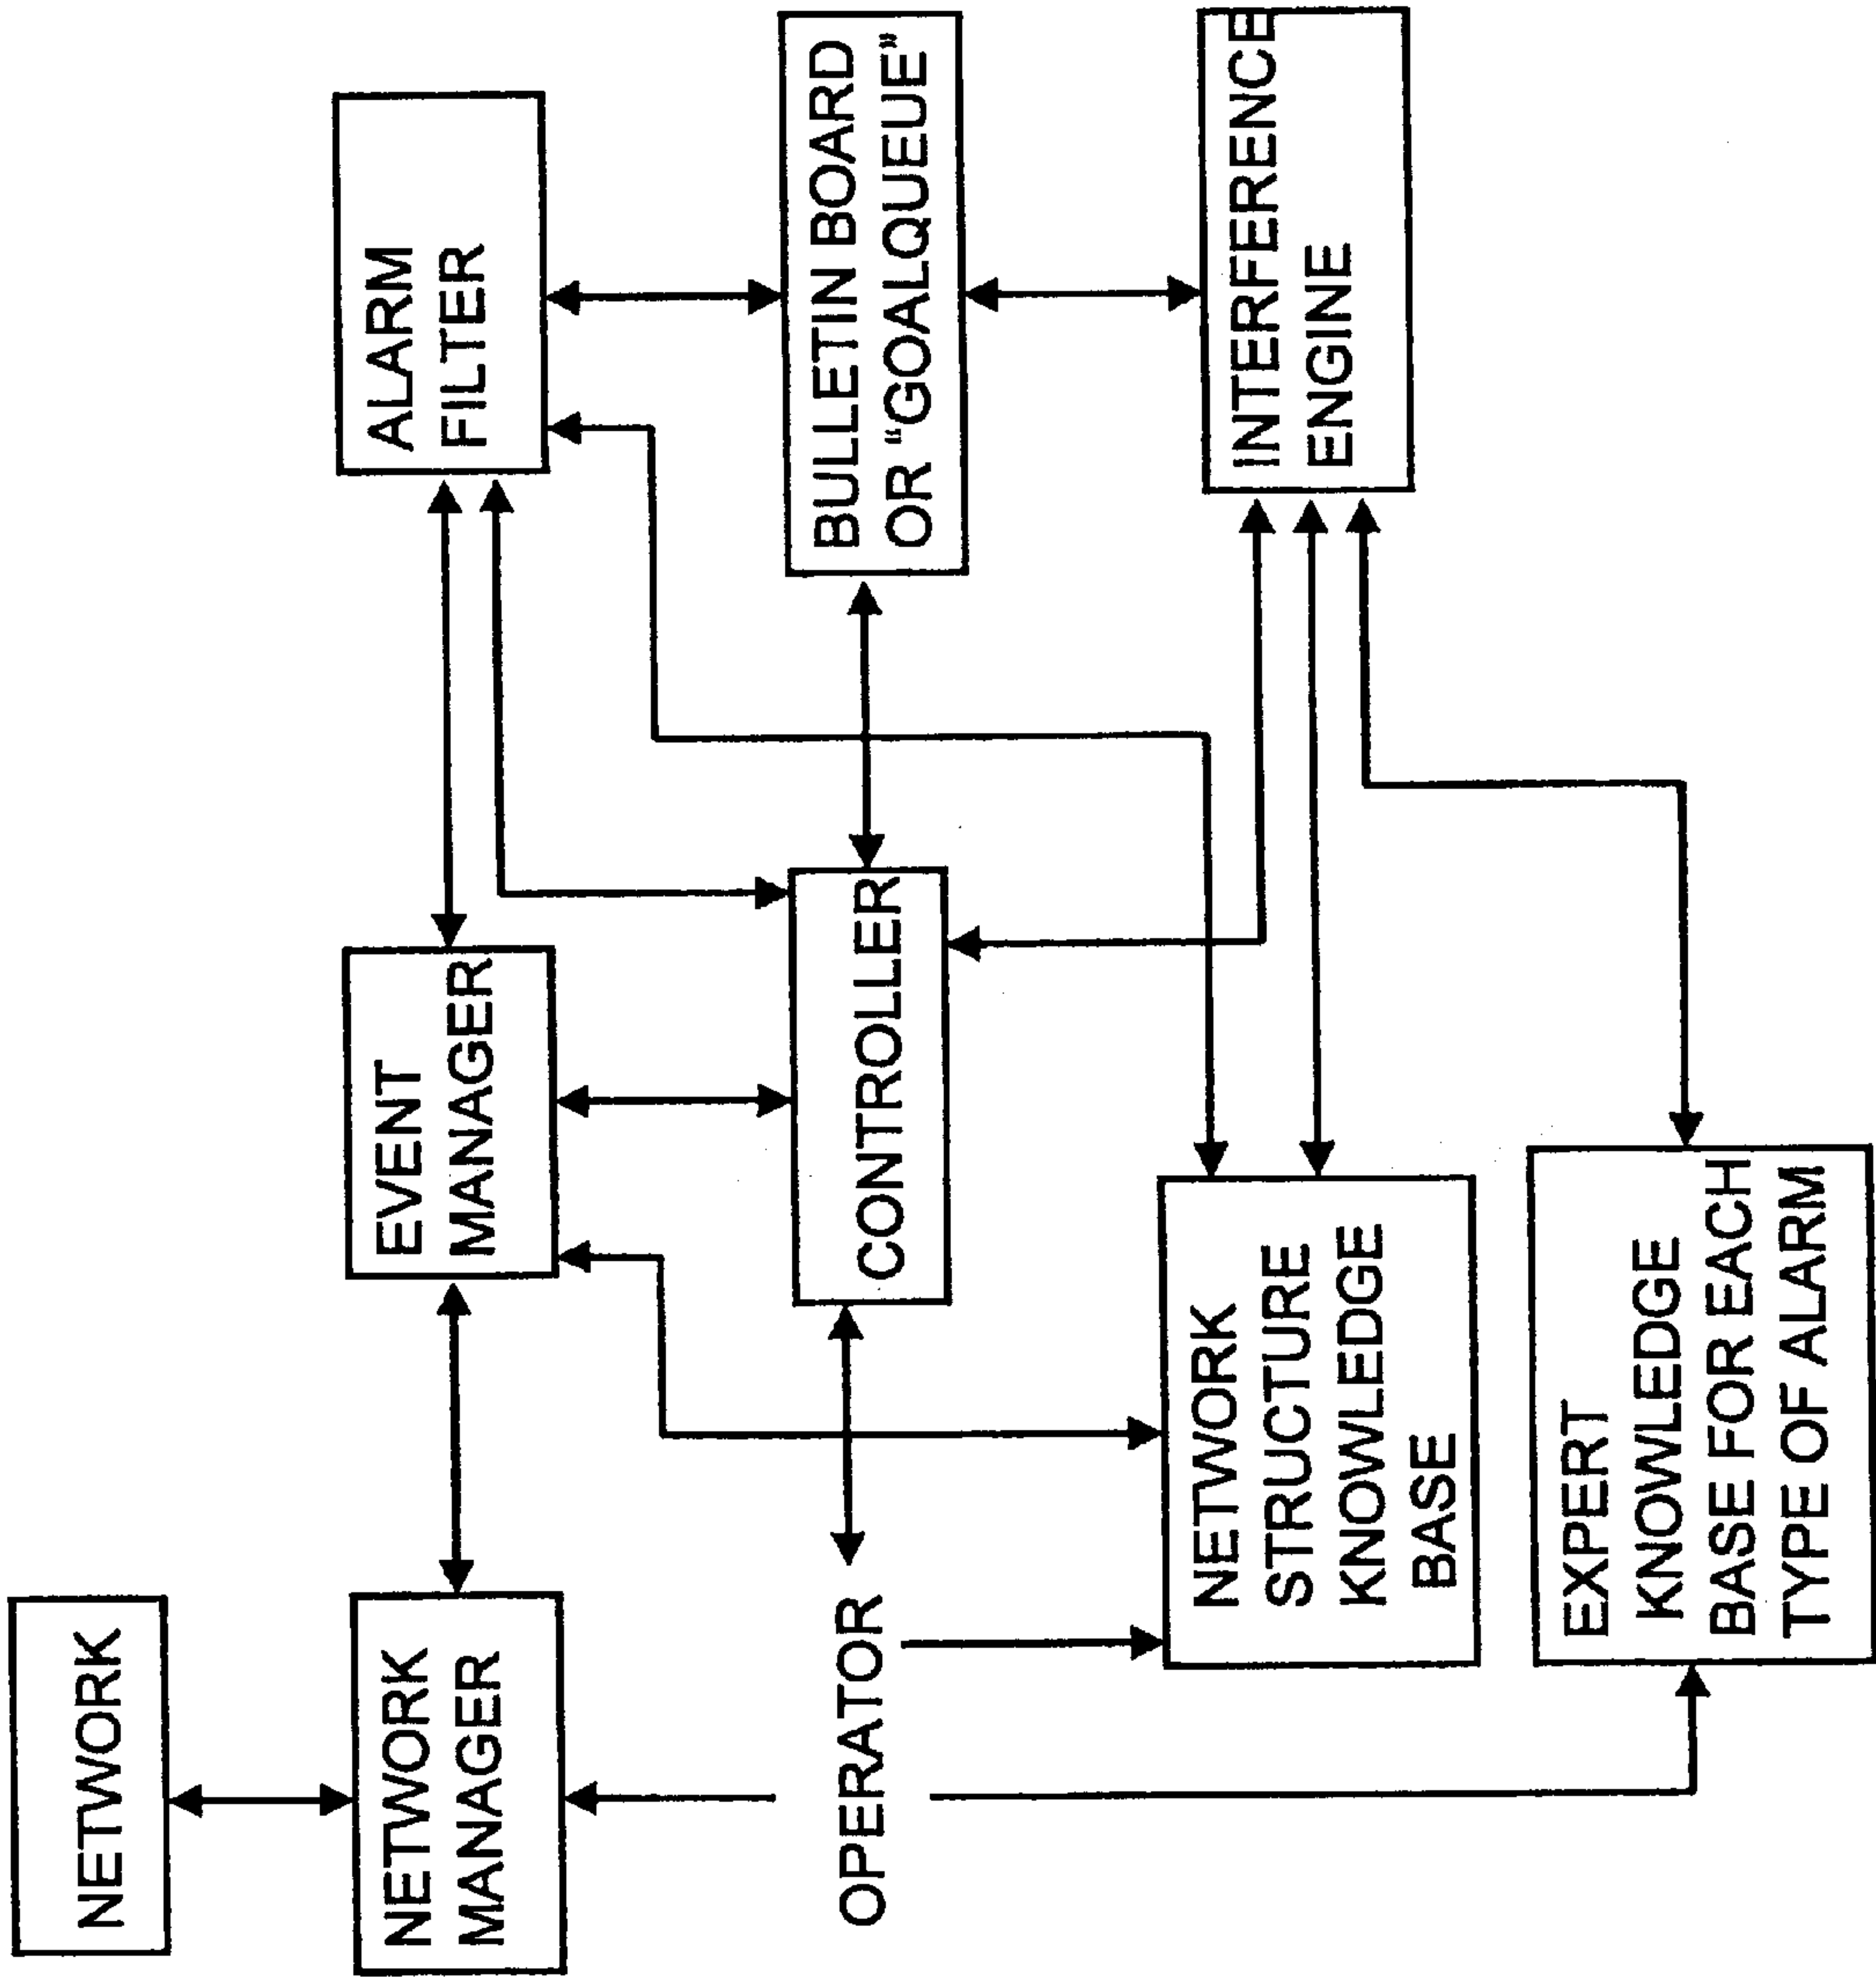 NETWORK
NETWORK
MANAGER
EVENT
MANAGER
ALARM
FILTER
OPERATOR
CONTROLLER
BULLETIN BOARD
OR "GOALQUEUE"
NETWORK
STRUCTURE
KNOWLEDGE
BASE
INTERFERENCE
ENGINE
EXPERT
KNOWLEDGE
BASE FOR EACH
TYPE OF ALARM